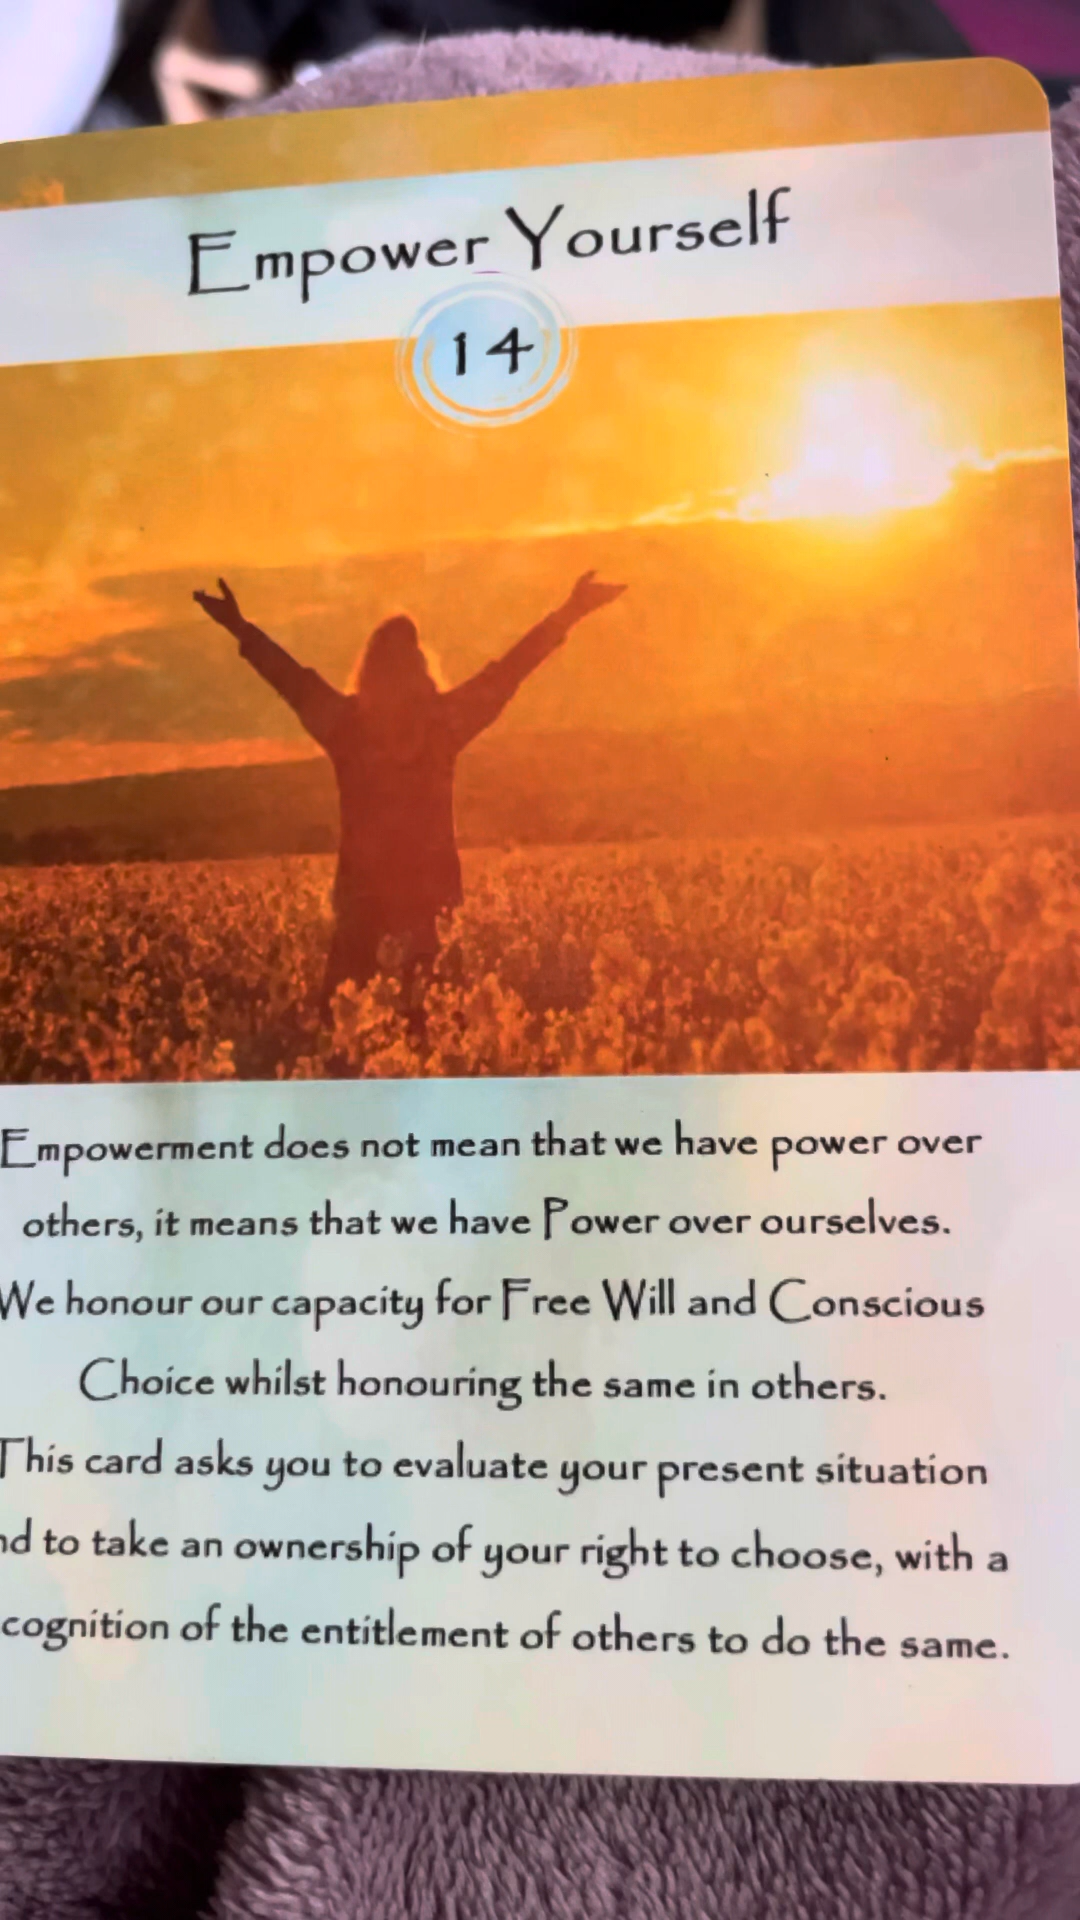 Empower Yourself
14
Empowerment does not mean that we have power over
others, it means that we have Power over ourselves.
We honour our capacity for Free Will and Conscious
Choice whilst honouring the same in others.
This card asks you to evaluate your present situation
nd to take an ownership of your right to choose, with a
cognition of the entitlement of others to do the same.